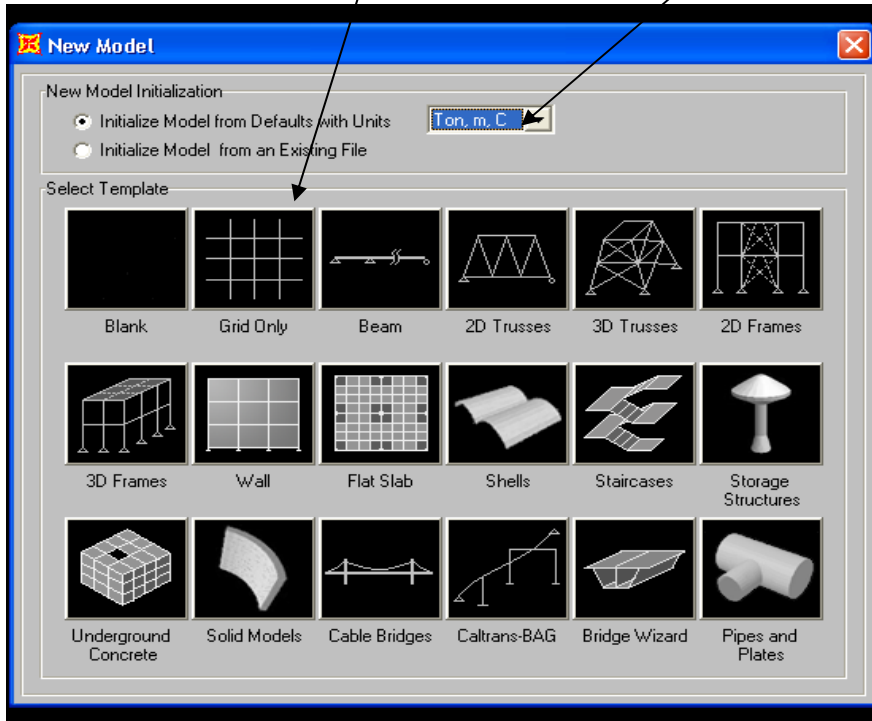 New Model
New Model Initialization
Initialize Model from Defaults with Units
Ton, m, C
Initialize Model from an Existing File
Select Template
Blank
Grid Only
Beam
2D Trusses
3D Trusses
2D Frames
3D Frames
Wall
Flat Slab
Shells
Staircases
Storage
Structures
Underground
Concrete
Solid Models
Cable Bridges
Caltrans-BAG
Bridge Wizard
Pipes and
Plates